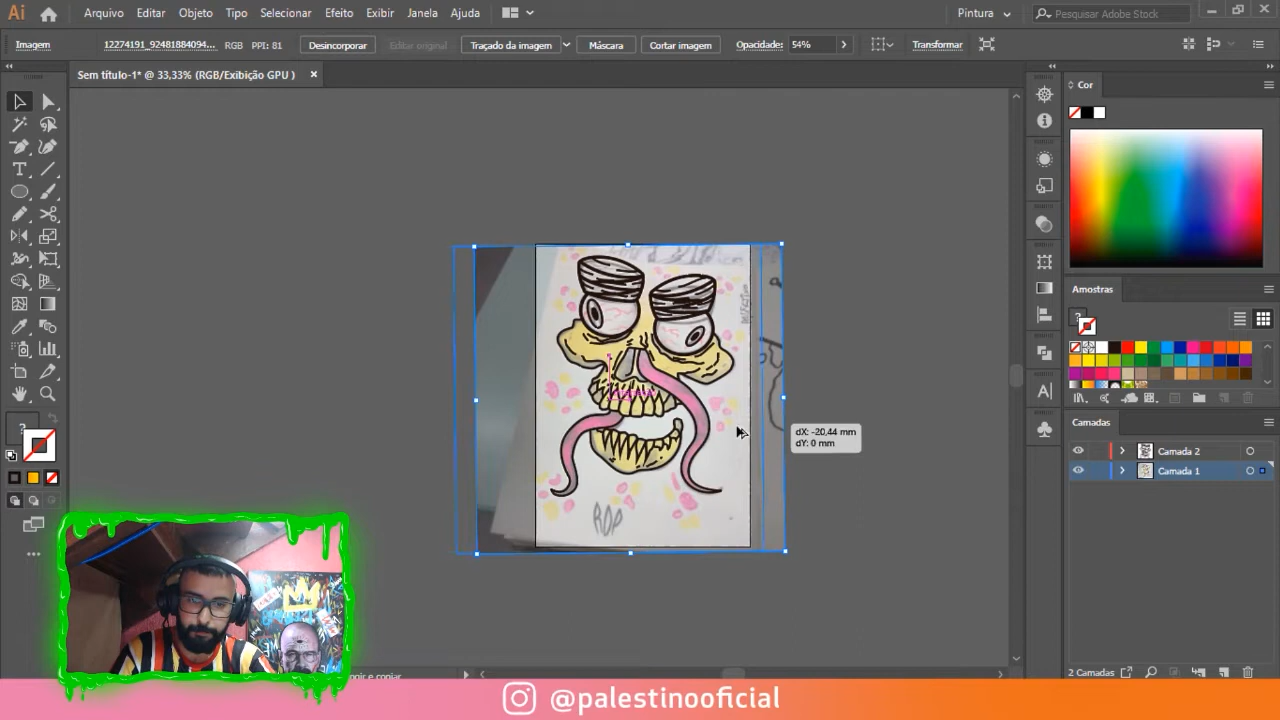 Ai
Arquivo Editar Objeto Tipo Selecionar Efeito Exibir Janela Ajuda
Pintura
Pesquisar Adobe Stock
Imagem
12274191_92481884094...
RGB PPI: 81
Desincorporar
Editar original
Traçado da imagem
Máscara
Cortar imagem
Opacidade:
54%
Transformar
Sem título-1* @ 33,33% (RGB/Exibição GPU )
Cor
Amostras
Camadas
Camada 2
Camada 1
dX: -20,44 mm
dY: 0 mm
2 Camadas
@palestinooficial